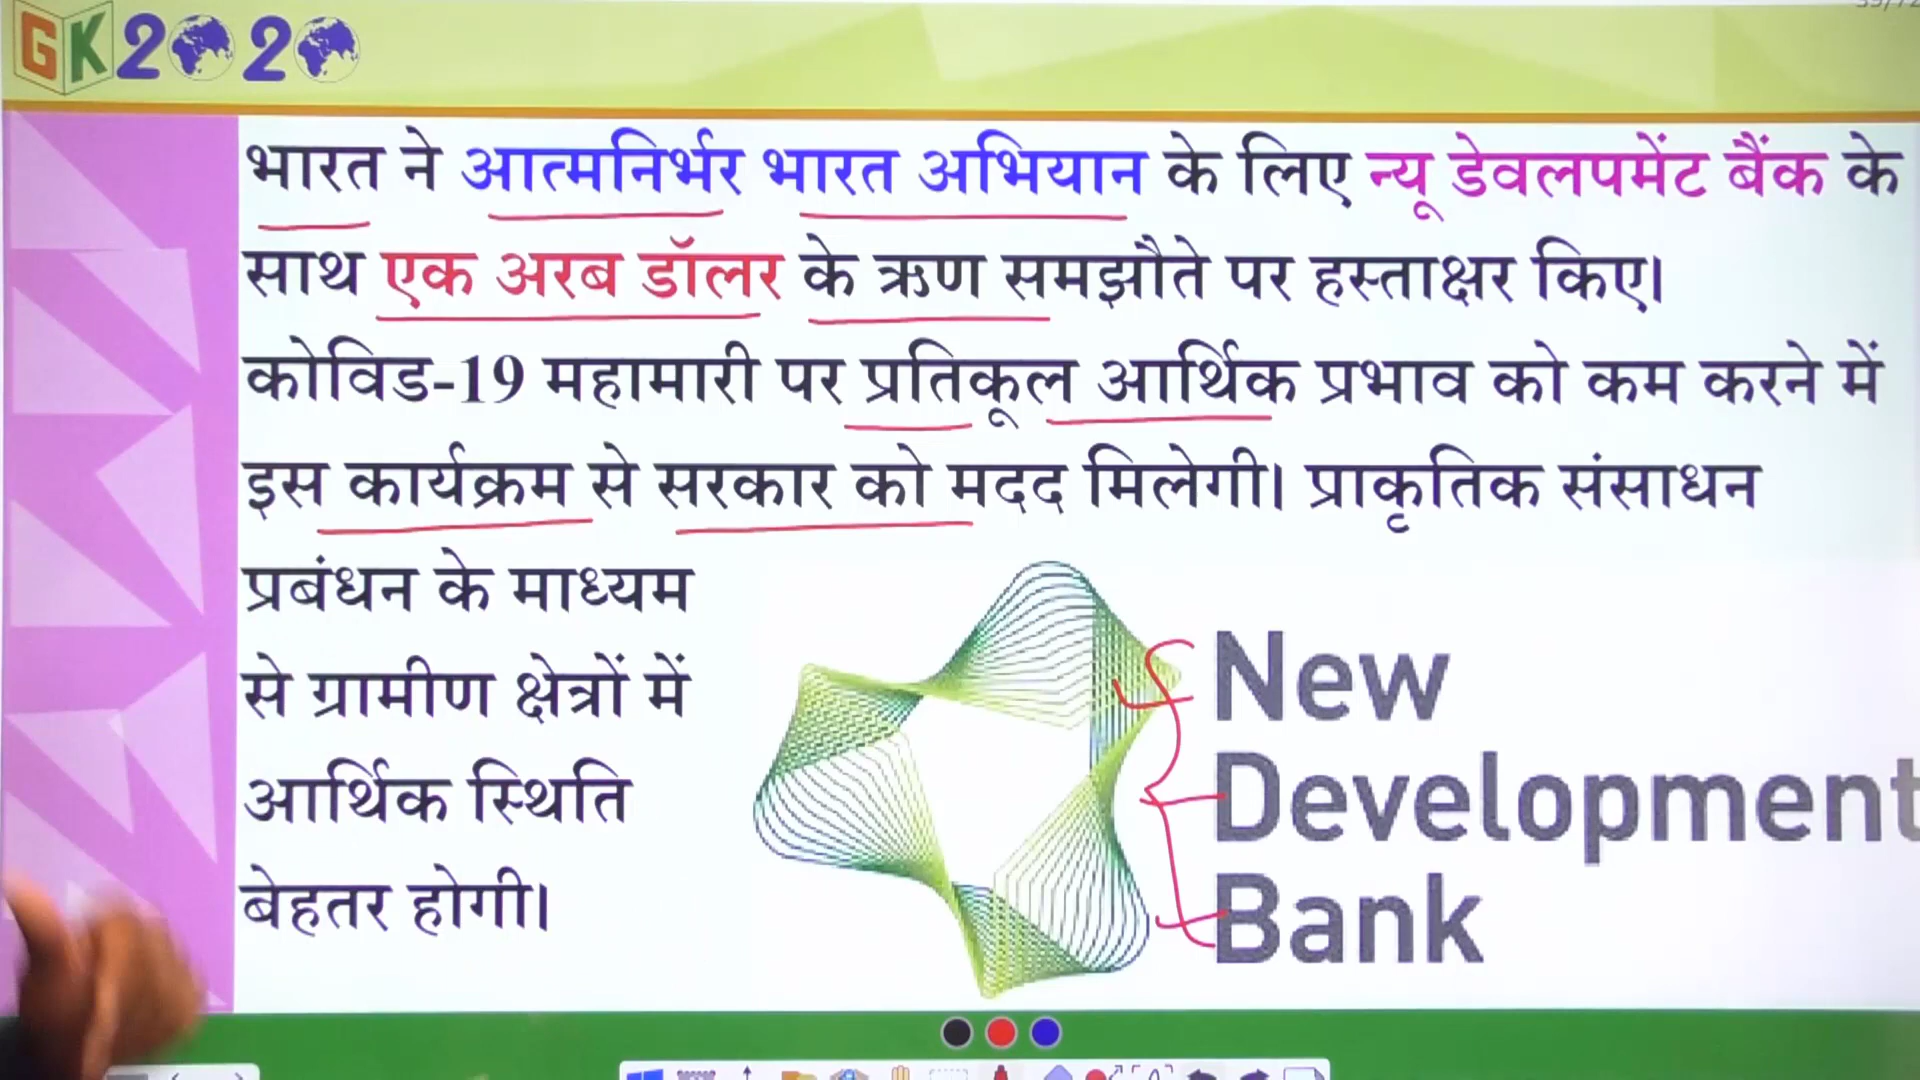 GK2020
भारत ने आत्मनिर्भर भारत अभियान के लिए न्यू डेवलपमेंट बैंक के
साथ एक अरब डॉलर के ऋण समझौते पर हस्ताक्षर किए।
कोविड-19 महामारी पर प्रतिकूल आर्थिक प्रभाव को कम करने में
इस कार्यक्रम से सरकार को मदद मिलेगी। प्राकृतिक संसाधन
प्रबंधन के माध्यम
से ग्रामीण क्षेत्रों में
आर्थिक स्थिति
बेहतर होगी।
New
Development
Bank